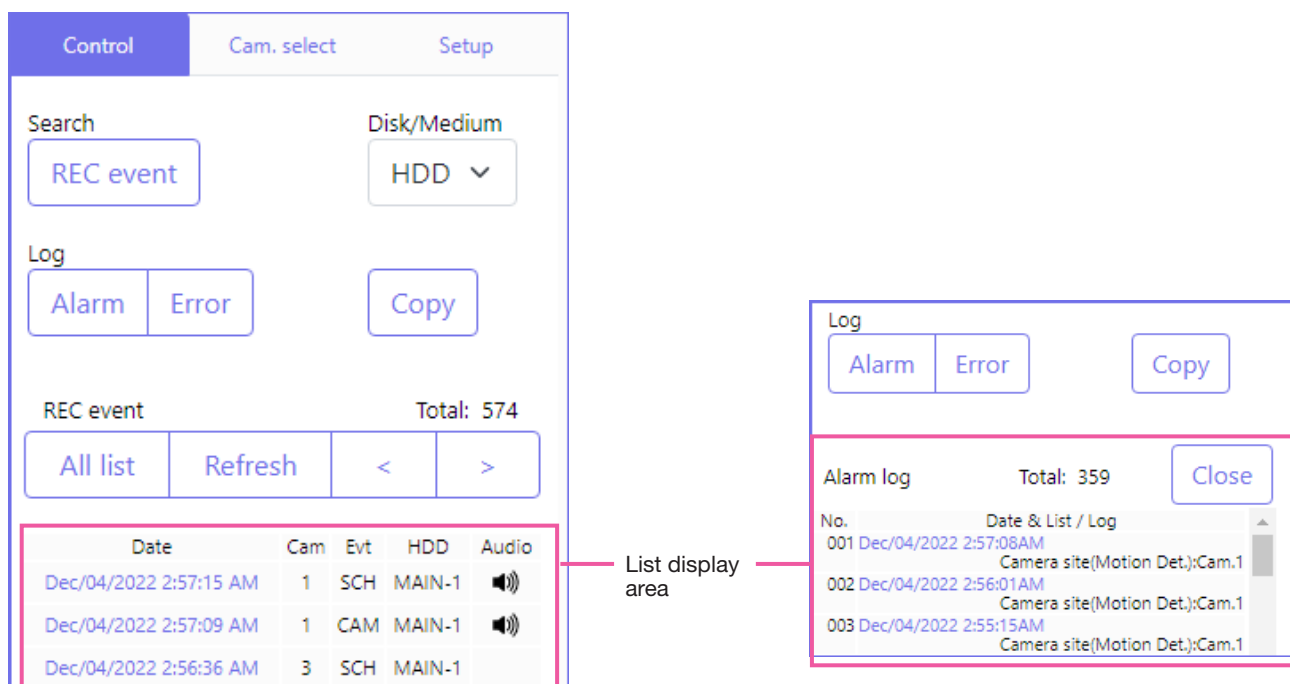 Control Cam. select Setup
Search Disk/Medium
REC event HDD
Log
Alarm Error Copy
REC event Total: 574
All list Refresh < >
Date Cam Evt HDD Audio
Dec/04/2022 2:57:15 AM 1 SCH MAIN-1
Dec/04/2022 2:57:09 AM 1 CAM MAIN-1
Dec/04/2022 2:56:36 AM 3 SCH MAIN-1
List display
area
Log
Alarm Error Copy
Alarm log Total: 359 Close
No. Date & List / Log
001 Dec/04/2022 2:57:08AM
Camera site(Motion Det.):Cam.1
002 Dec/04/2022 2:56:01AM
Camera site(Motion Det.):Cam.1
003 Dec/04/2022 2:55:15AM
Camera site(Motion Det.):Cam.1